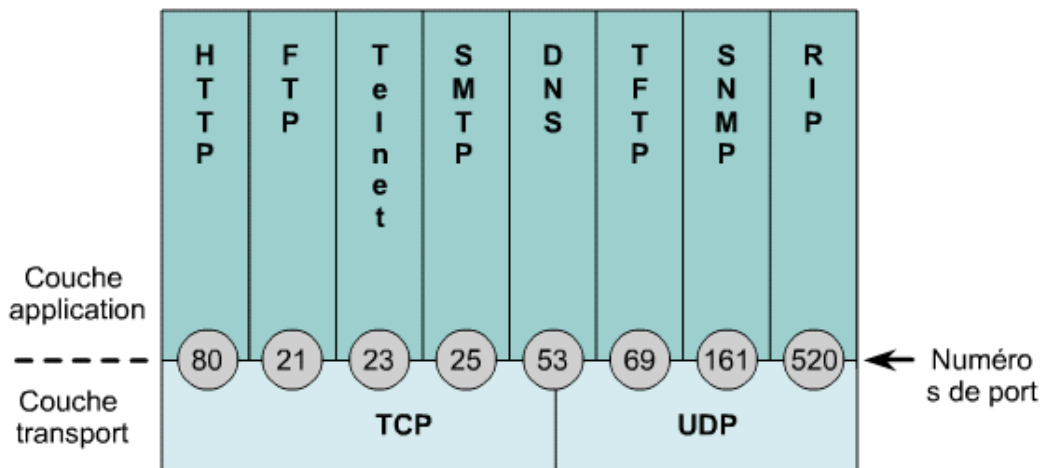 HTTP
FTP
Telnet
SMTP
DNS
TFTP
SNMP
RIP
Couche
application
80
21
23
25
53
69
161
520
Numéro
s de port
Couche
transport
TCP
UDP